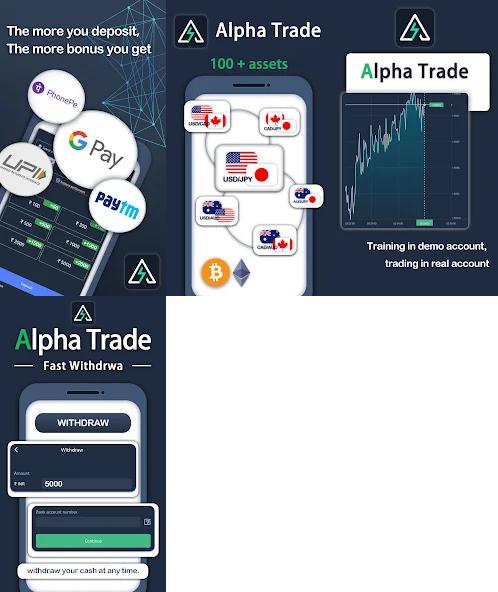 The more you deposit,
The more bonus you get
PhonePe
G Pay
UPI
paytm
Deposit
Alpha Trade
100 + assets
USD/CAD
CAD/JPY
USD/JPY
AUD/JPY
USD/AUD
CAD/AUD
Alpha Trade
Training in demo account,
trading in real account
Alpha Trade
Fast Withdrwa
WITHDRAW
Withdraw
Amount
₹ INR 5000
Bank account number
Continue
withdraw your cash at any time.